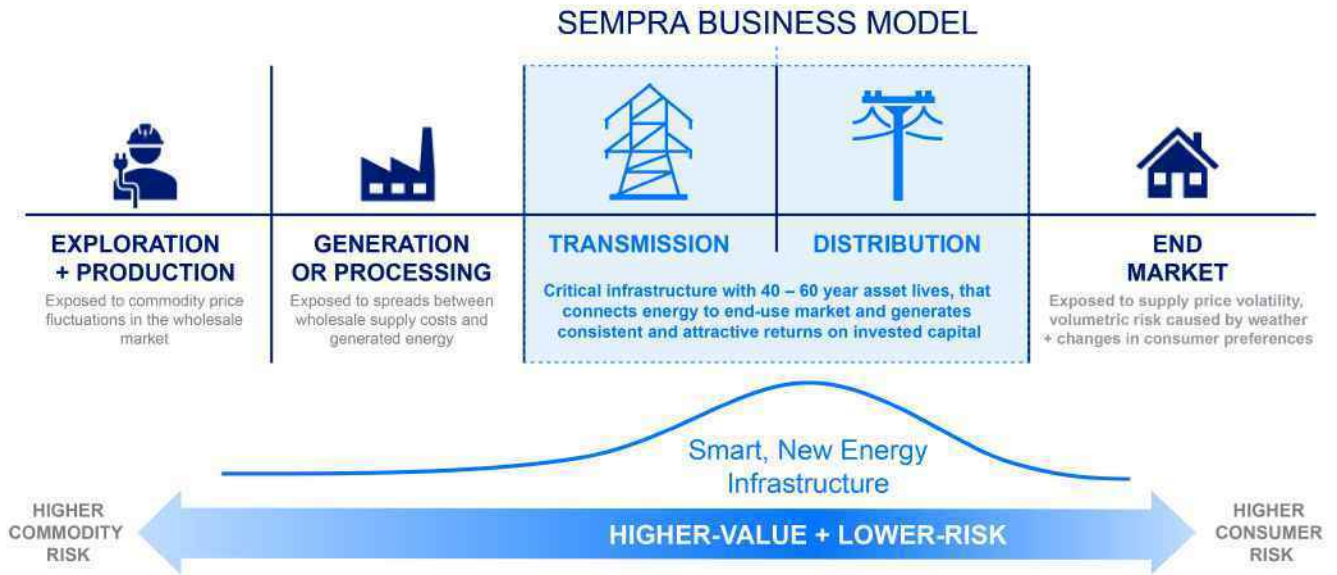 SEMPRA BUSINESS MODEL
EXPLORATION
+ PRODUCTION
Exposed to commodity price
fluctuations in the wholesale
market
GENERATION
OR PROCESSING
Exposed to spreads between
wholesale supply costs and
generated energy
TRANSMISSION
DISTRIBUTION
Critical infrastructure with 40 – 60 year asset lives, that
connects energy to end-use market and generates
consistent and attractive returns on invested capital
END
MARKET
Exposed to supply price volatility,
volumetric risk caused by weather
+ changes in consumer preferences
Smart, New Energy
Infrastructure
HIGHER
COMMODITY
RISK
HIGHER-VALUE + LOWER-RISK
HIGHER
CONSUMER
RISK